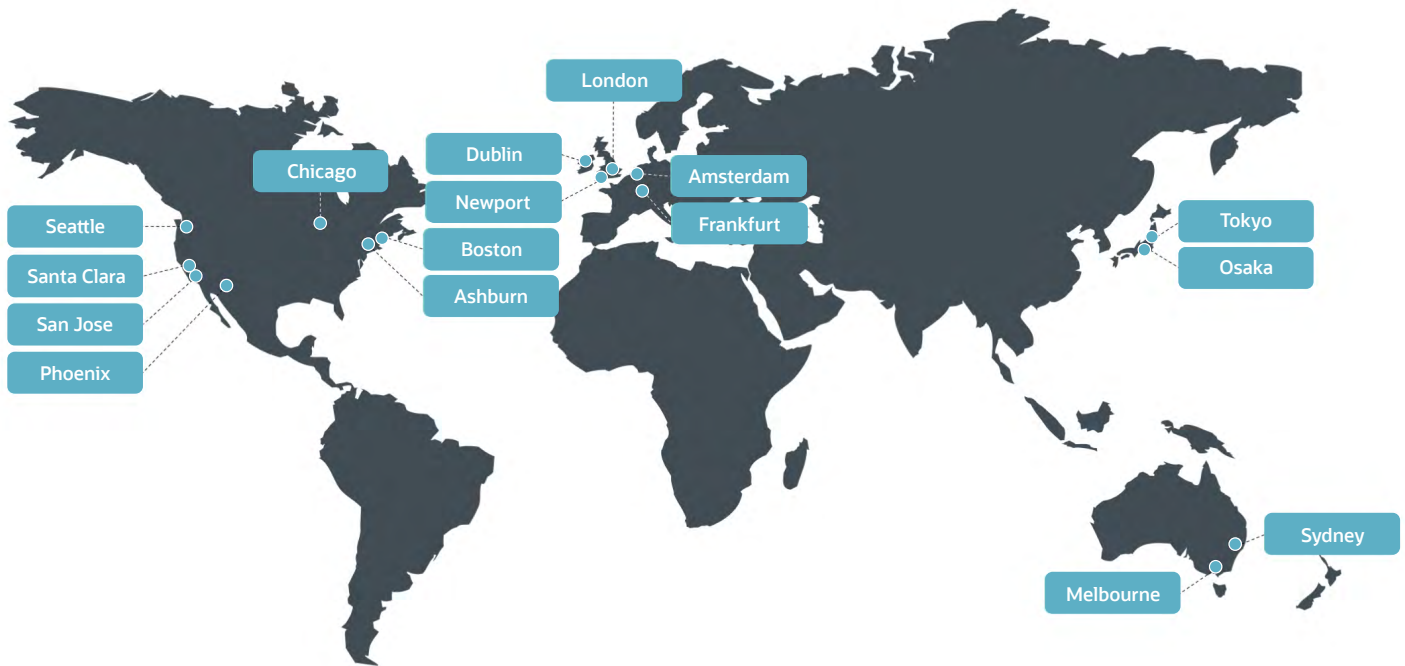 London
Dublin
Chicago
Amsterdam
Newport
Seattle
Frankfurt
Tokyo
Boston
Santa Clara
Osaka
Ashburn
San Jose
Phoenix
Sydney
Melbourne